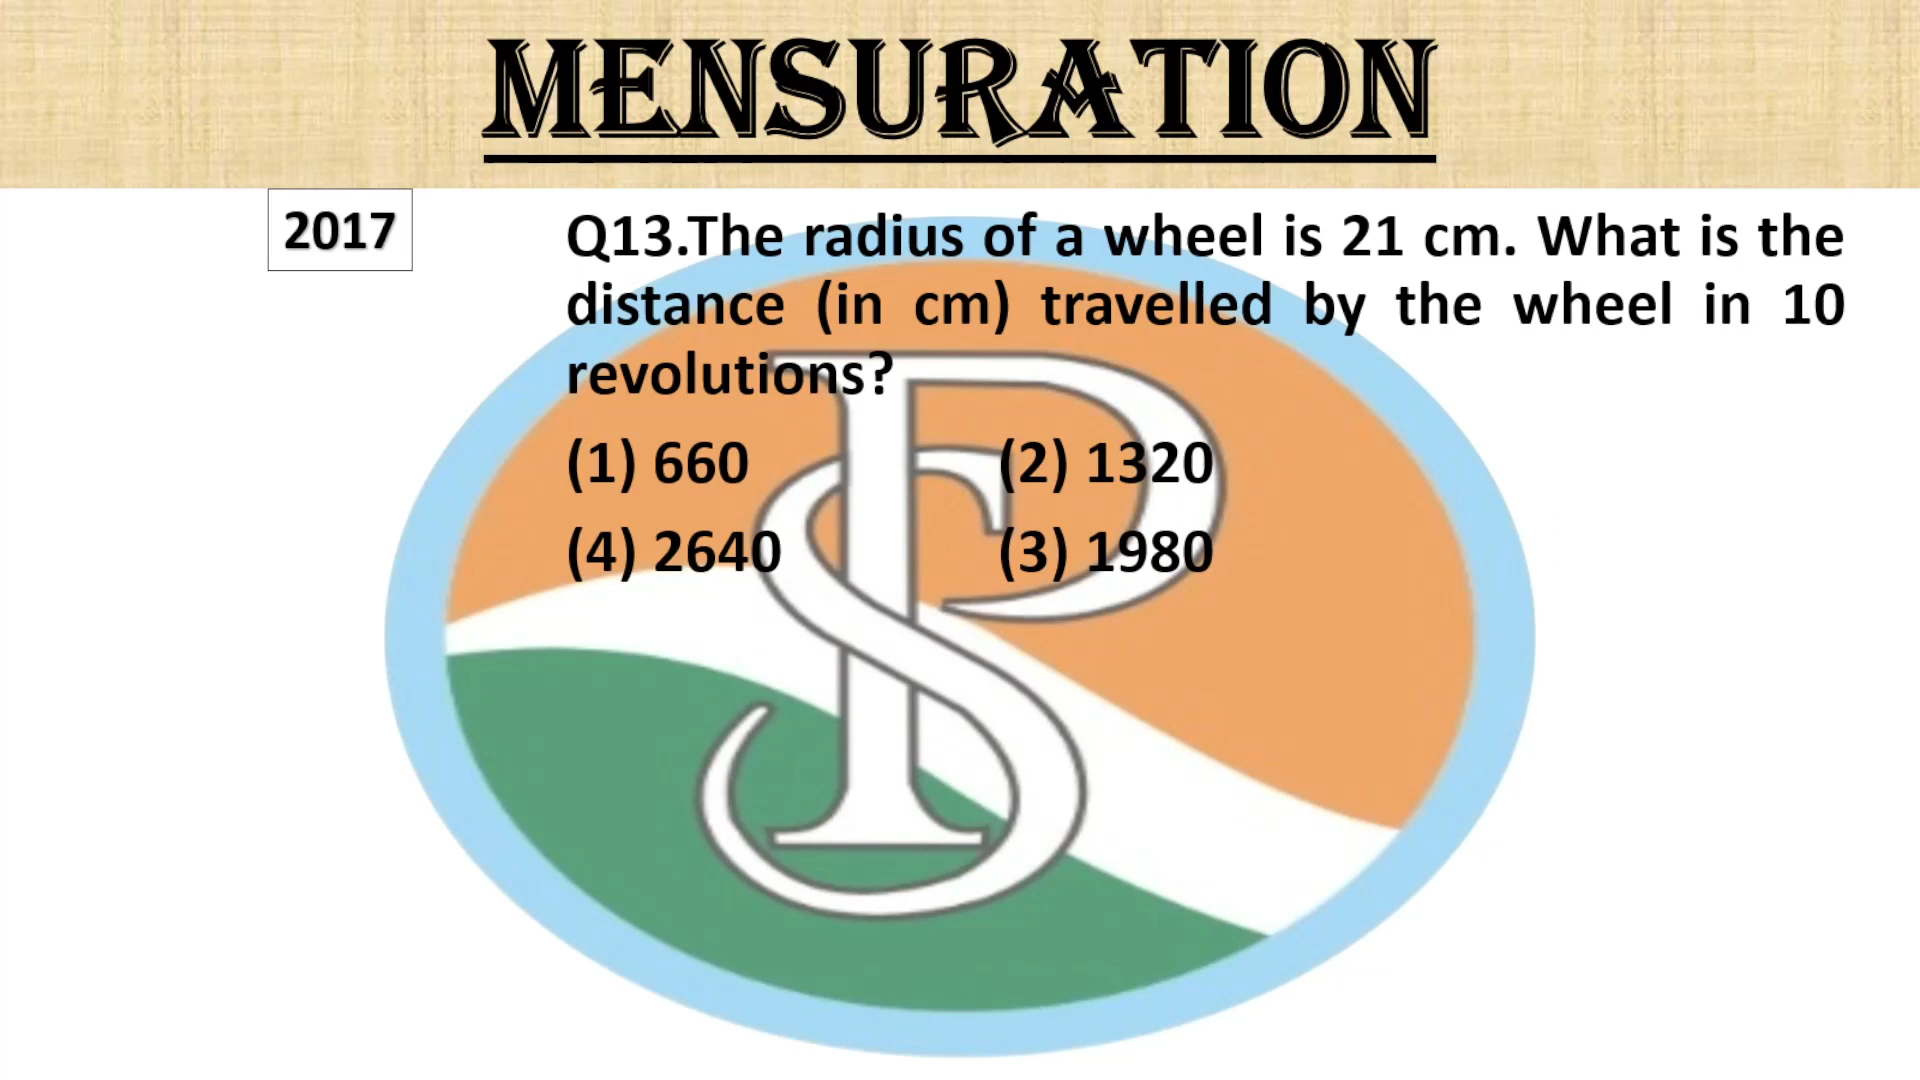 MENSURATION
2017
Q13.The radius of a wheel is 21 cm. What is the
distance (in cm) travelled by the wheel in 10
revolutions?
(1) 660 (2) 1320
(4) 2640 (3) 1980